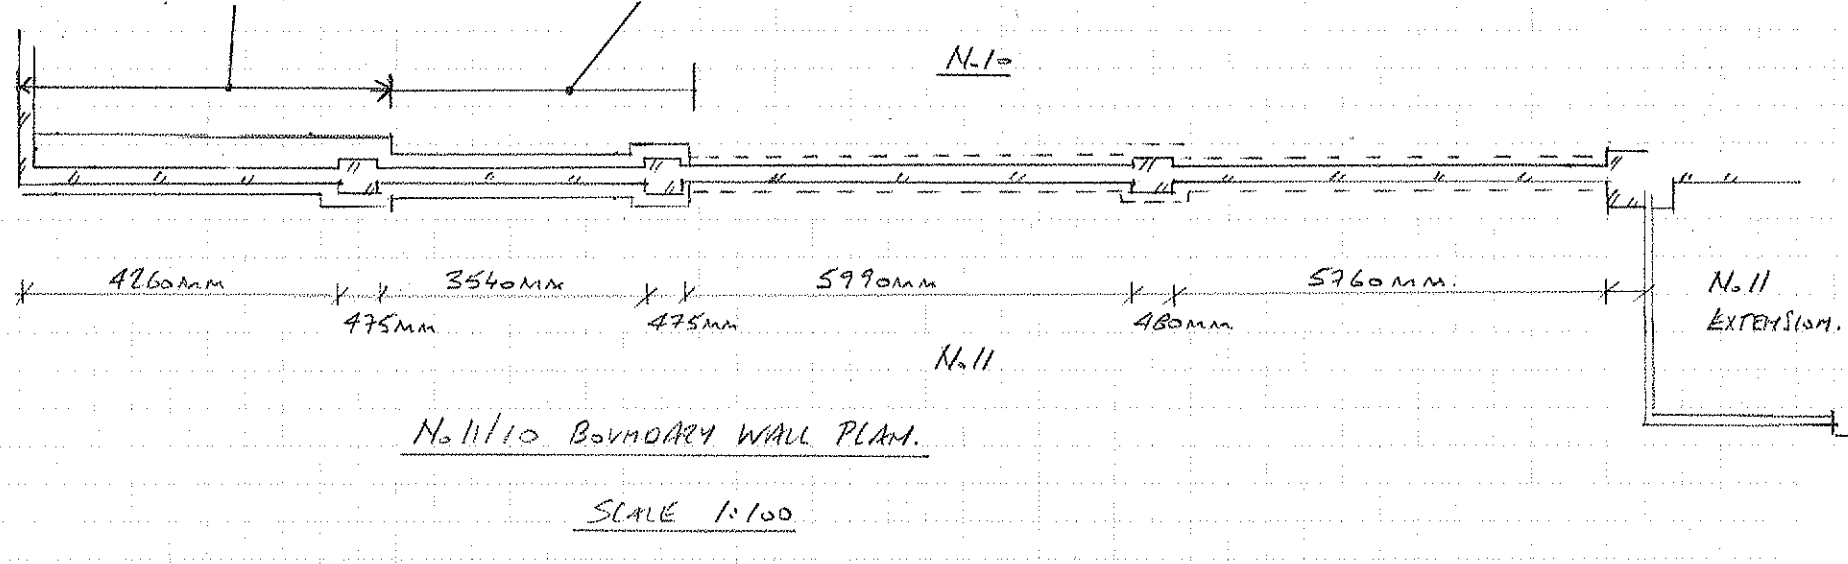 No10
4260mm
3540mm
5990mm
5760mm.
475mm
475mm
480mm
No11
EXTENSION.
No11
No11/10 BOUNDARY WALL PLAN.
SCALE 1:100